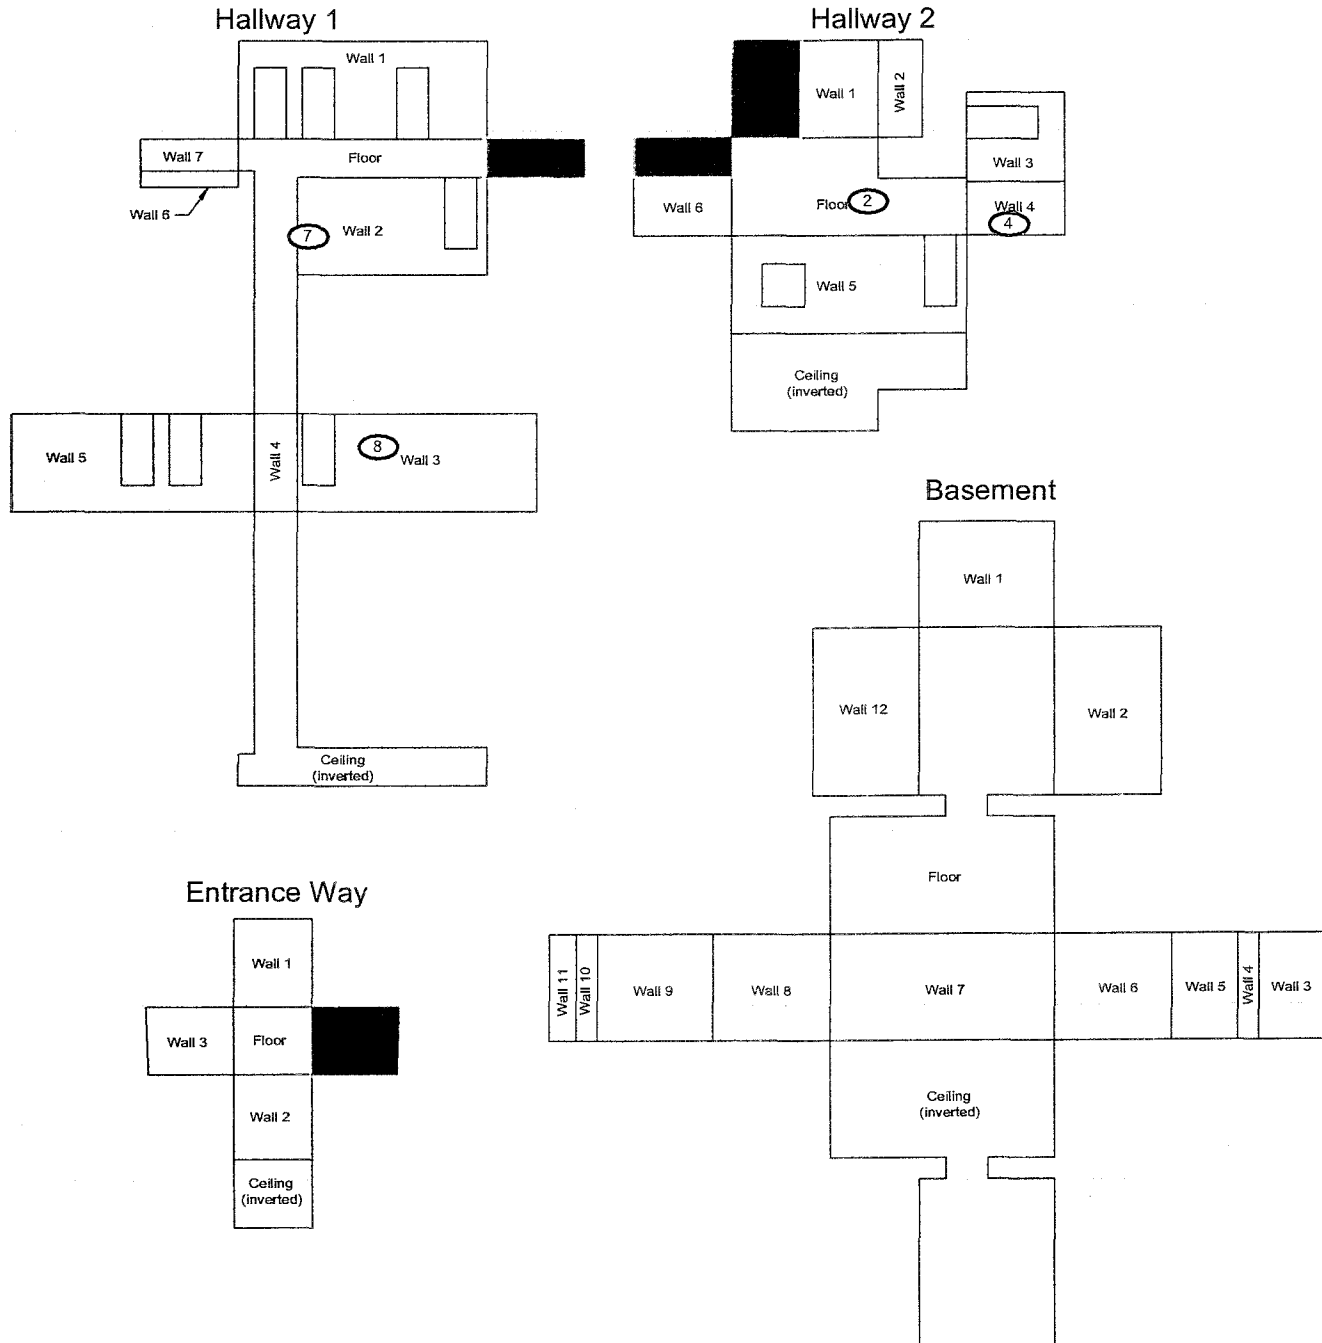 Hallway 1
Wall 1
Wall 7
Floor
Wall 6
7
Wall 2
Wall 5
Wall 4
8
Wall 3
Ceiling
(inverted)
Hallway 2
Wall 1
Wall 2
Wall 3
Wall 6
Floor
2
Wall 4
4
Wall 5
Ceiling
(inverted)
Entrance Way
Wall 1
Wall 3
Floor
Wall 2
Ceiling
(inverted)
Basement
Wall 1
Wall 12
Wall 2
Floor
Wall 11
Wall 10
Wall 9
Wall 8
Wall 7
Wall 6
Wall 5
Wall 4
Wall 3
Ceiling
(inverted)